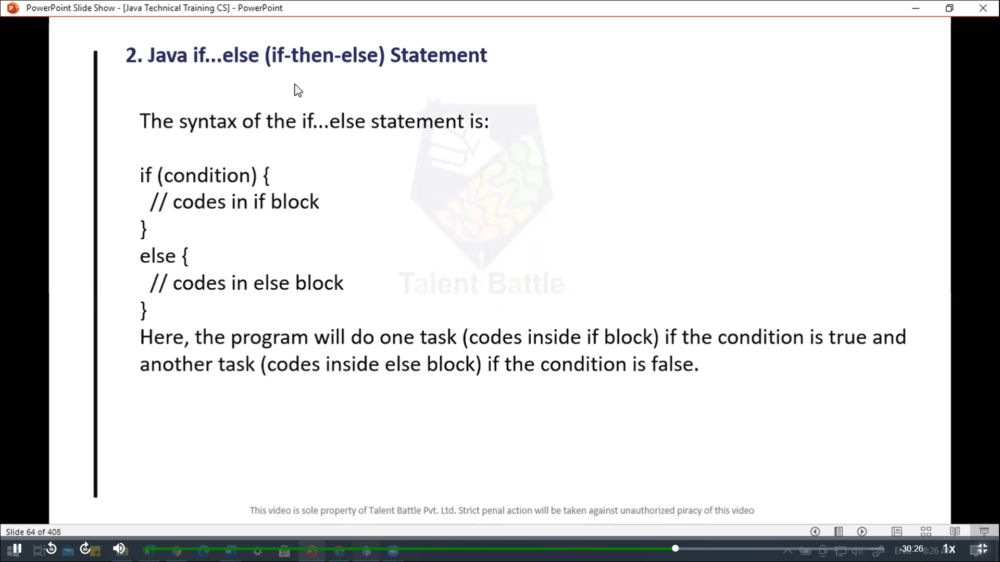 PowerPoint Slide Show - [Java Technical Training CS] - PowerPoint
2. Java if...else (if-then-else) Statement
The syntax of the if...else statement is:
if (condition) {
// codes in if block
}
else {
// codes in else block
}
Here, the program will do one task (codes inside if block) if the condition is true and
another task (codes inside else block) if the condition is false.
Talent Battle
This video is sole property of Talent Battle Pvt. Ltd. Strict penal action will be taken against unauthorized piracy of this video
Slide 64 of 408
10
30
-30:26
1x